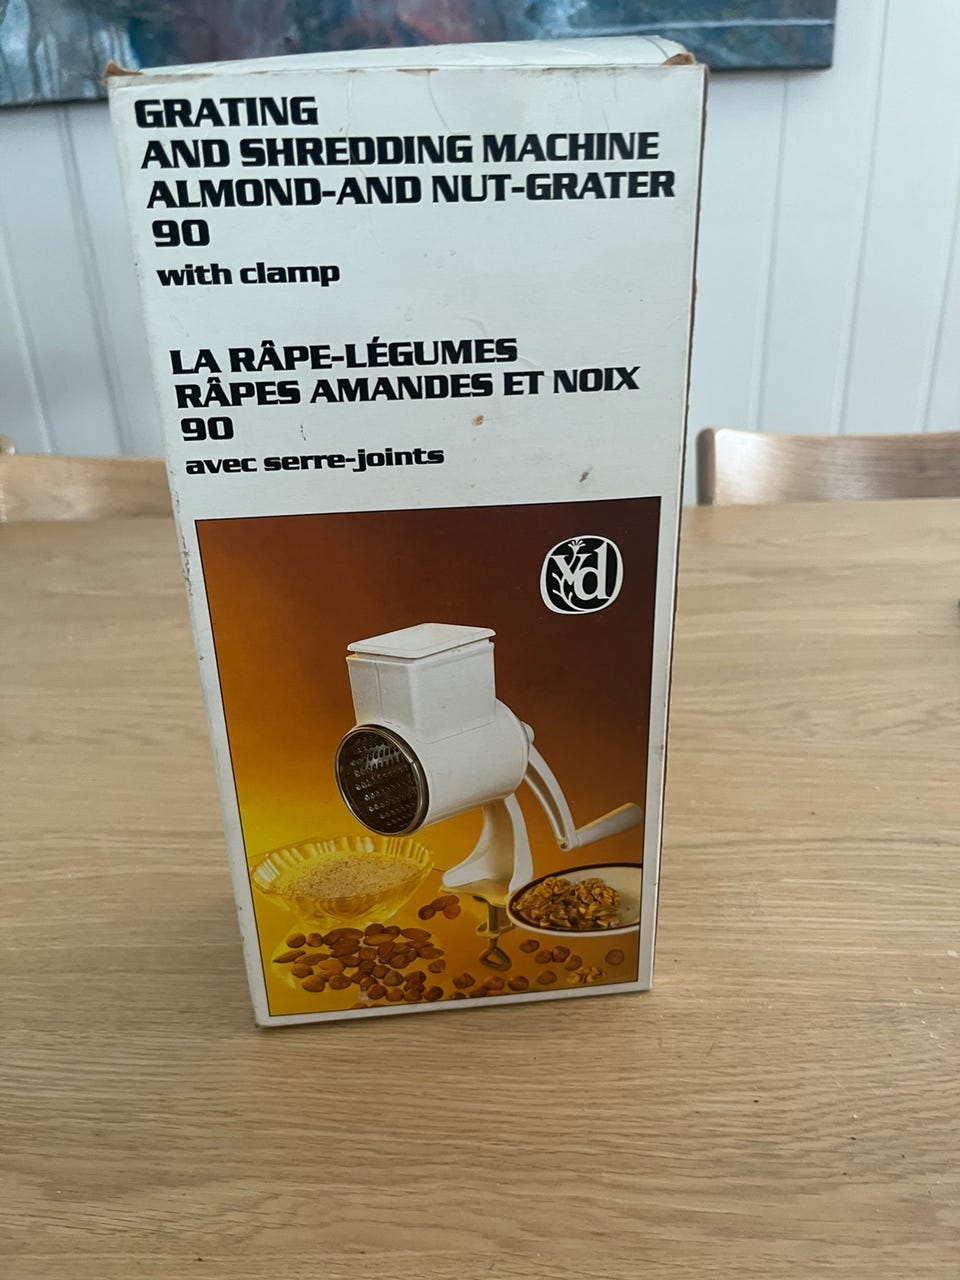 GRATING
AND SHREDDING MACHINE
ALMOND-AND NUT-GRATER
90
with clamp
LA RÂPE-LÉGUMES
RÂPES AMANDES ET NOIX
90
avec serre-joints
vd